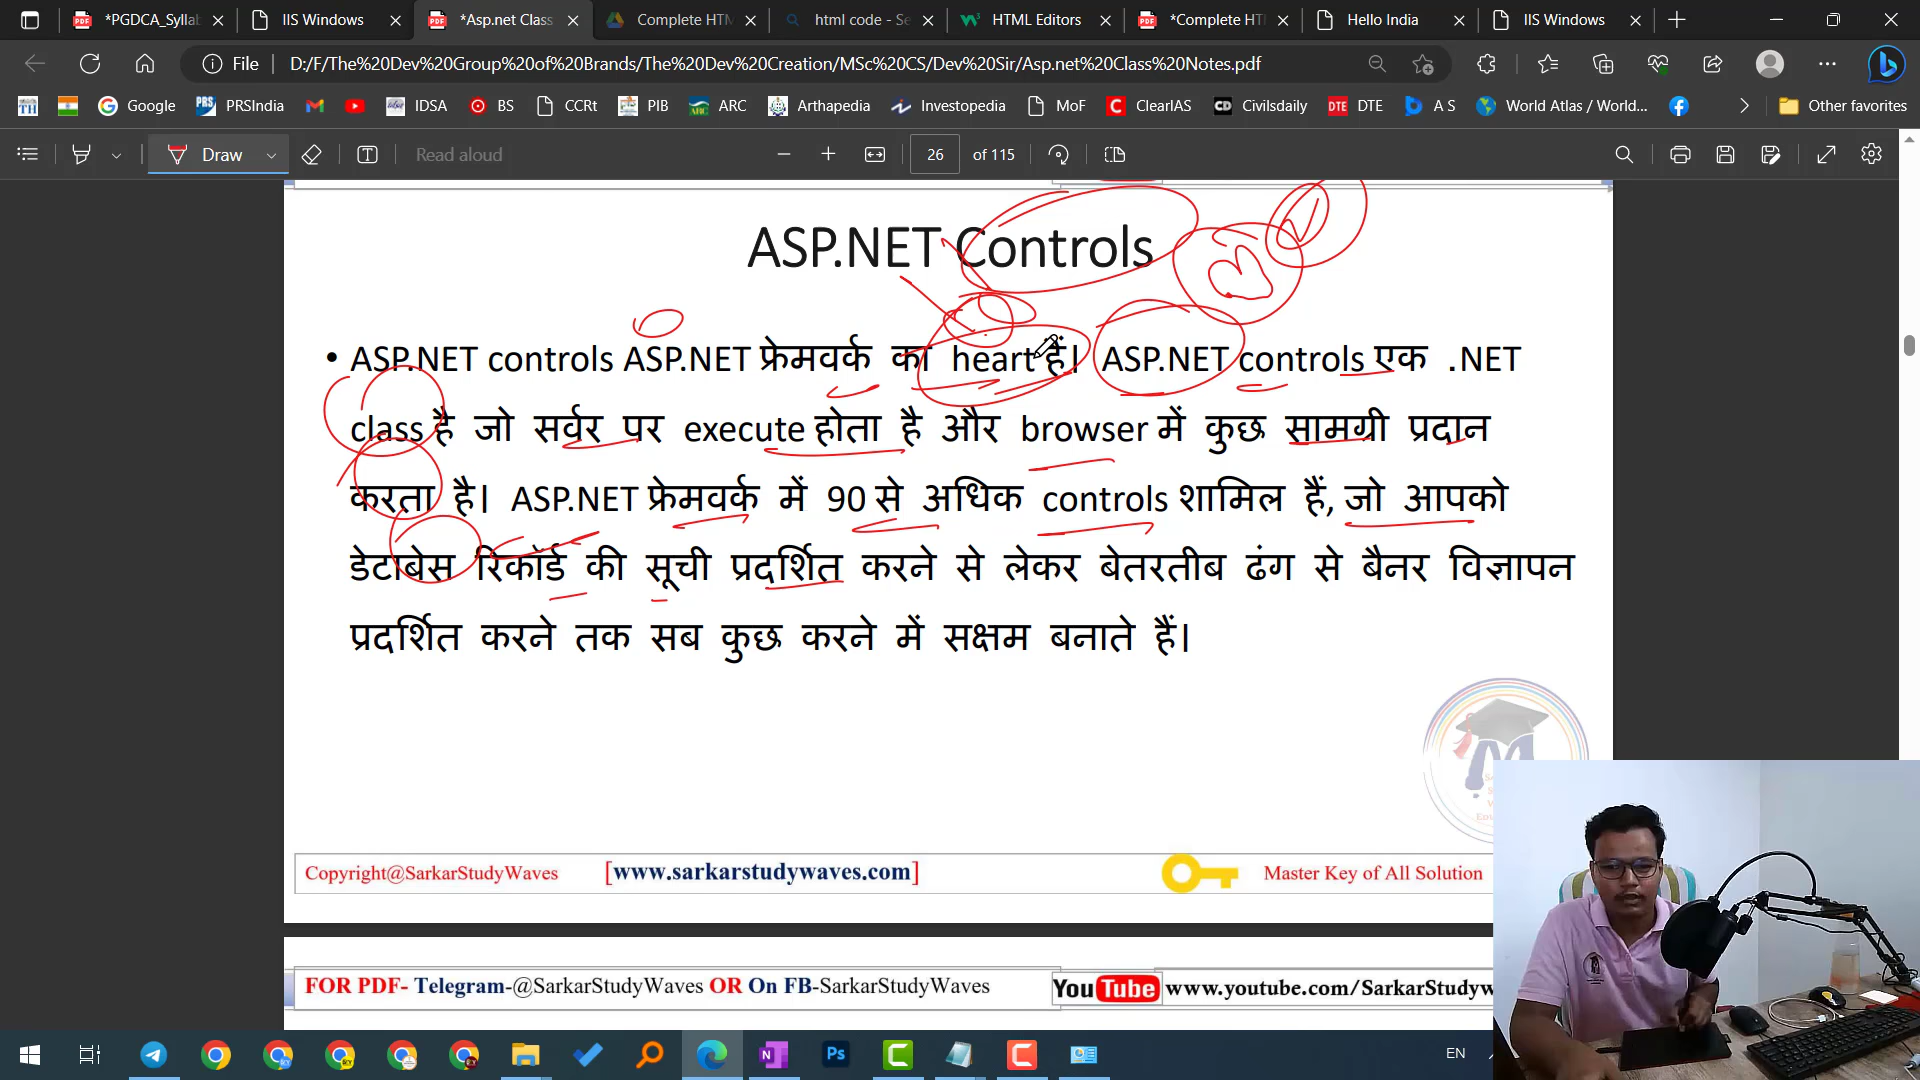 *PGDCA_Syllab
IIS Windows
*Asp.net Class
Complete HTM
html code - Se
HTML Editors
*Complete HT
Hello India
IIS Windows
File
D:/F/The%20Dev%20Group%20of%20Brands/The%20Dev%20Creation/MSc%20CS/Dev%20Sir/Asp.net%20Class%20Notes.pdf
Google PRSIndia IDSA BS CCRt PIB ARC Arthapedia Investopedia MoF ClearIAS Civilsdaily DTE A S World Atlas / World... Other favorites
Draw
Read aloud
26 of 115
ASP.NET Controls
• ASP.NET controls ASP.NET फ्रेमवर्क का heart है। ASP.NET controls एक .NET
class है जो सर्वर पर execute होता है और browser में कुछ सामग्री प्रदान
करता है। ASP.NET फ्रेमवर्क में 90 से अधिक controls शामिल हैं, जो आपको
डेटाबेस रिकॉर्ड की सूची प्रदर्शित करने से लेकर बेतरतीब ढंग से बैनर विज्ञापन
प्रदर्शित करने तक सब कुछ करने में सक्षम बनाते हैं।
Copyright@SarkarStudyWaves [www.sarkarstudywaves.com] Master Key of All Solution
FOR PDF- Telegram-@SarkarStudyWaves OR On FB-SarkarStudyWaves YouTube www.youtube.com/SarkarStudyw
EN